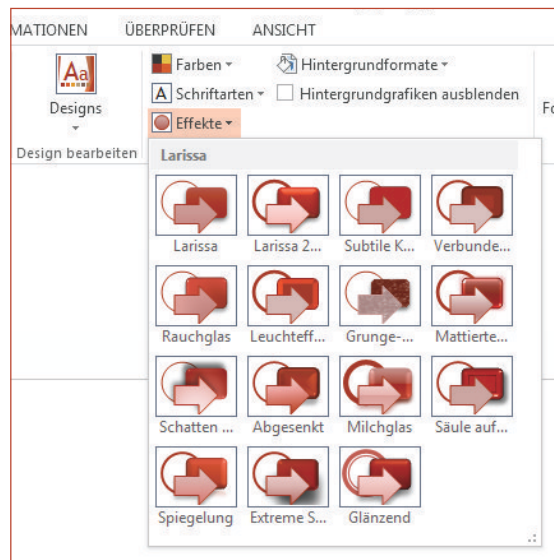 MATIONEN ÜBERPRÜFEN ANSICHT
Aa
Designs
Design bearbeiten
Farben
Hintergrundformate
A Schriftarten
Hintergrundgrafiken ausblenden
Effekte
Fo
Larissa
Larissa Larissa 2... Subtile K... Verbunde...
Rauchglas Leuchteff... Grunge-... Mattierte...
Schatten ... Abgesenkt Milchglas Säule auf...
Spiegelung Extreme S... Glänzend